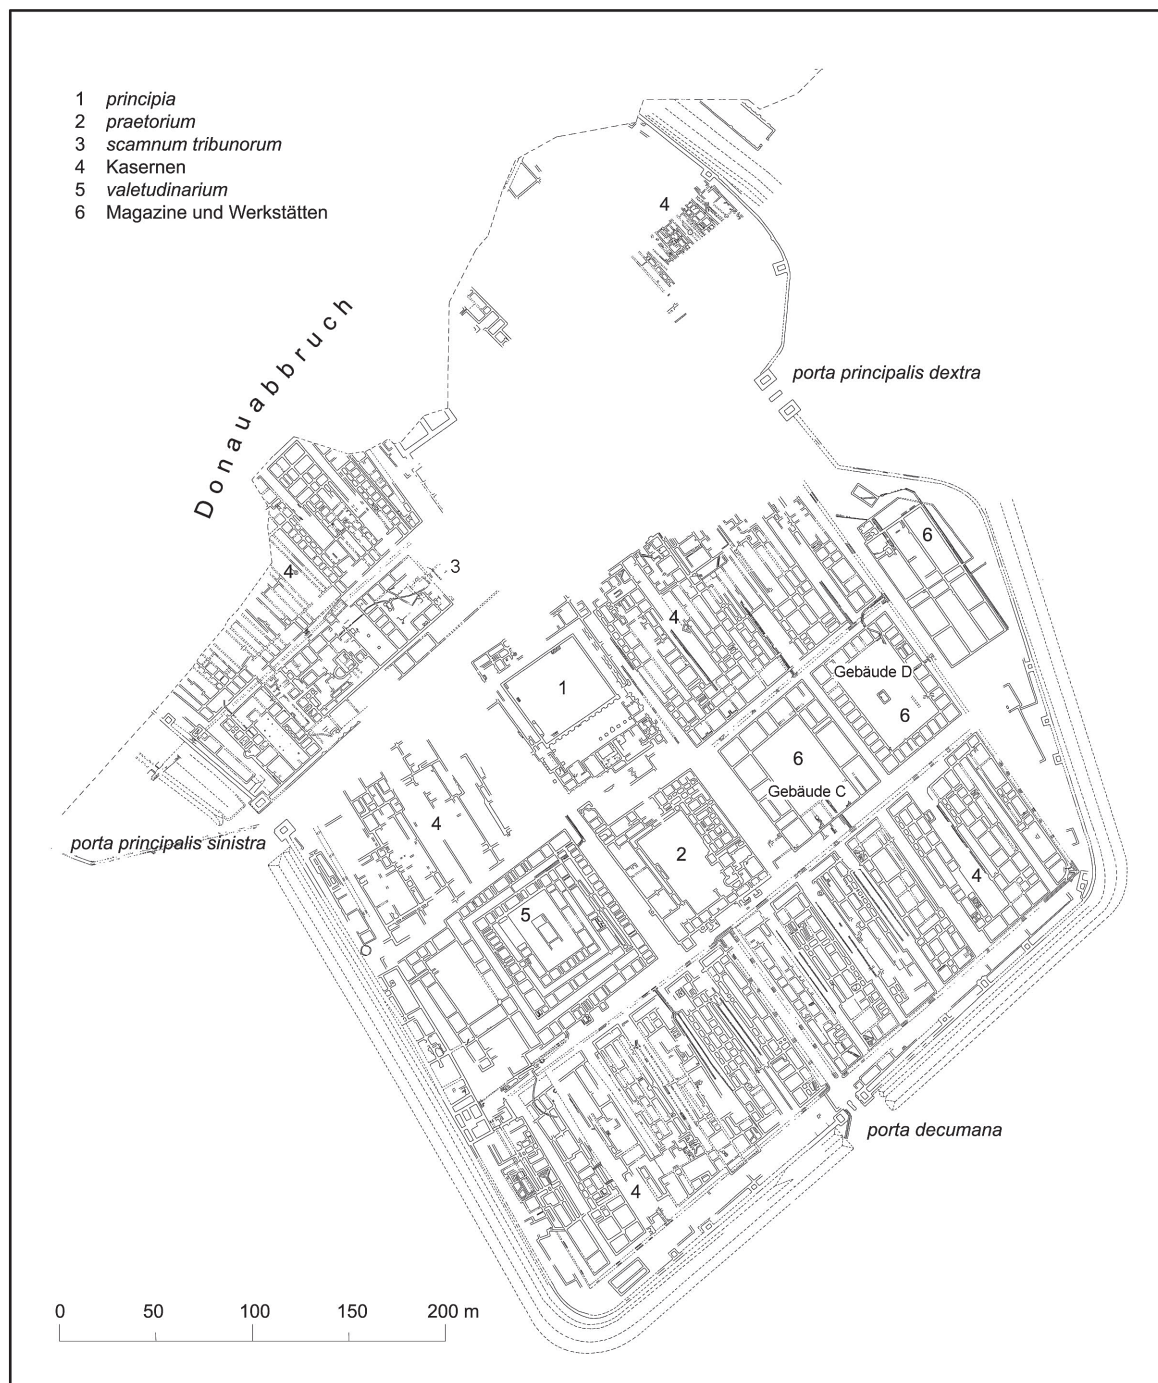 1 principia
2 praetorium
3 scamnum tribunorum
4 Kasernen
5 valetudinarium
6 Magazine und Werkstätten
4
Donauabbruch
porta principalis dextra
6
3
4
4
Gebäude D
1
6
6
Gebäude C
4
porta principalis sinistra
2
4
5
porta decumana
4
0 50 100 150 200 m